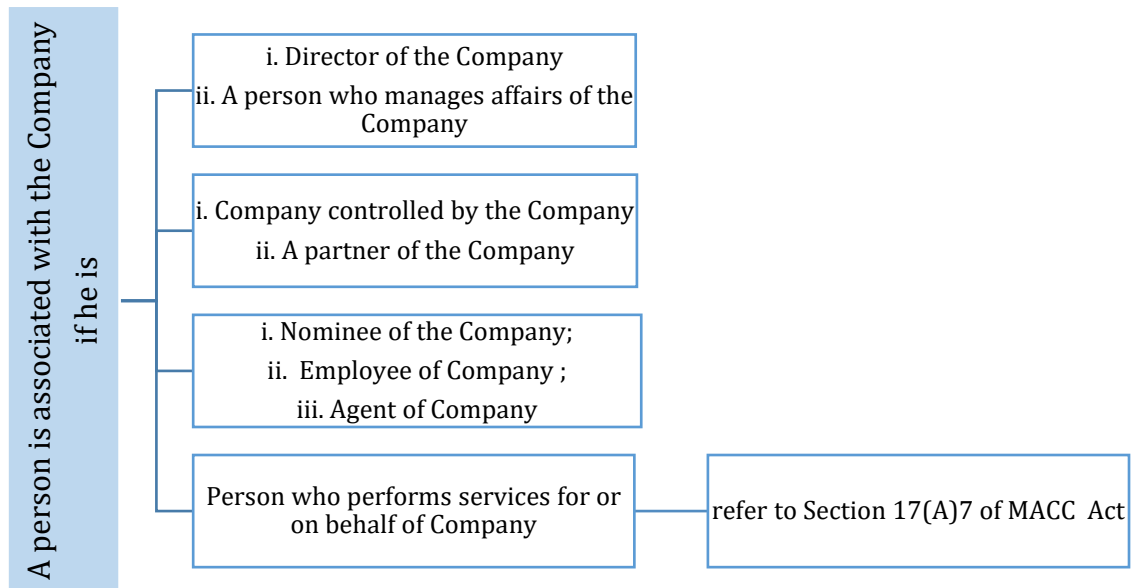 A person is associated with the Company
if he is
i. Director of the Company
ii. A person who manages affairs of the
Company
i. Company controlled by the Company
ii. A partner of the Company
i. Nominee of the Company;
ii. Employee of Company ;
iii. Agent of Company
Person who performs services for or
on behalf of Company
refer to Section 17(A)7 of MACC Act